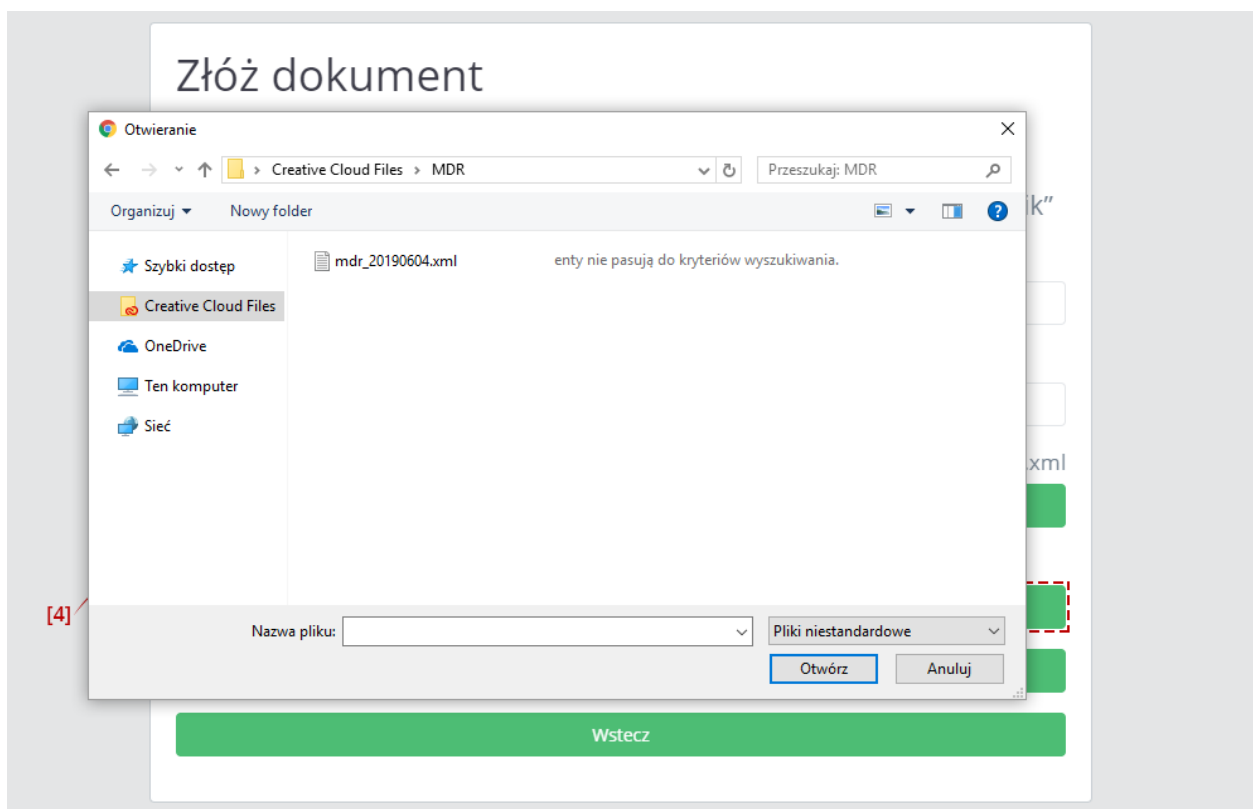 Złóż dokument
Otwieranie
Creative Cloud Files > MDR
Przeszukaj: MDR
Organizuj
Nowy folder
ik”
Szybki dostęp
mdr_20190604.xml
enty nie pasują do kryteriów wyszukiwania.
Creative Cloud Files
OneDrive
Ten komputer
Sieć
.xml
[4]
Nazwa pliku:
Pliki niestandardowe
Otwórz
Anuluj
Wstecz